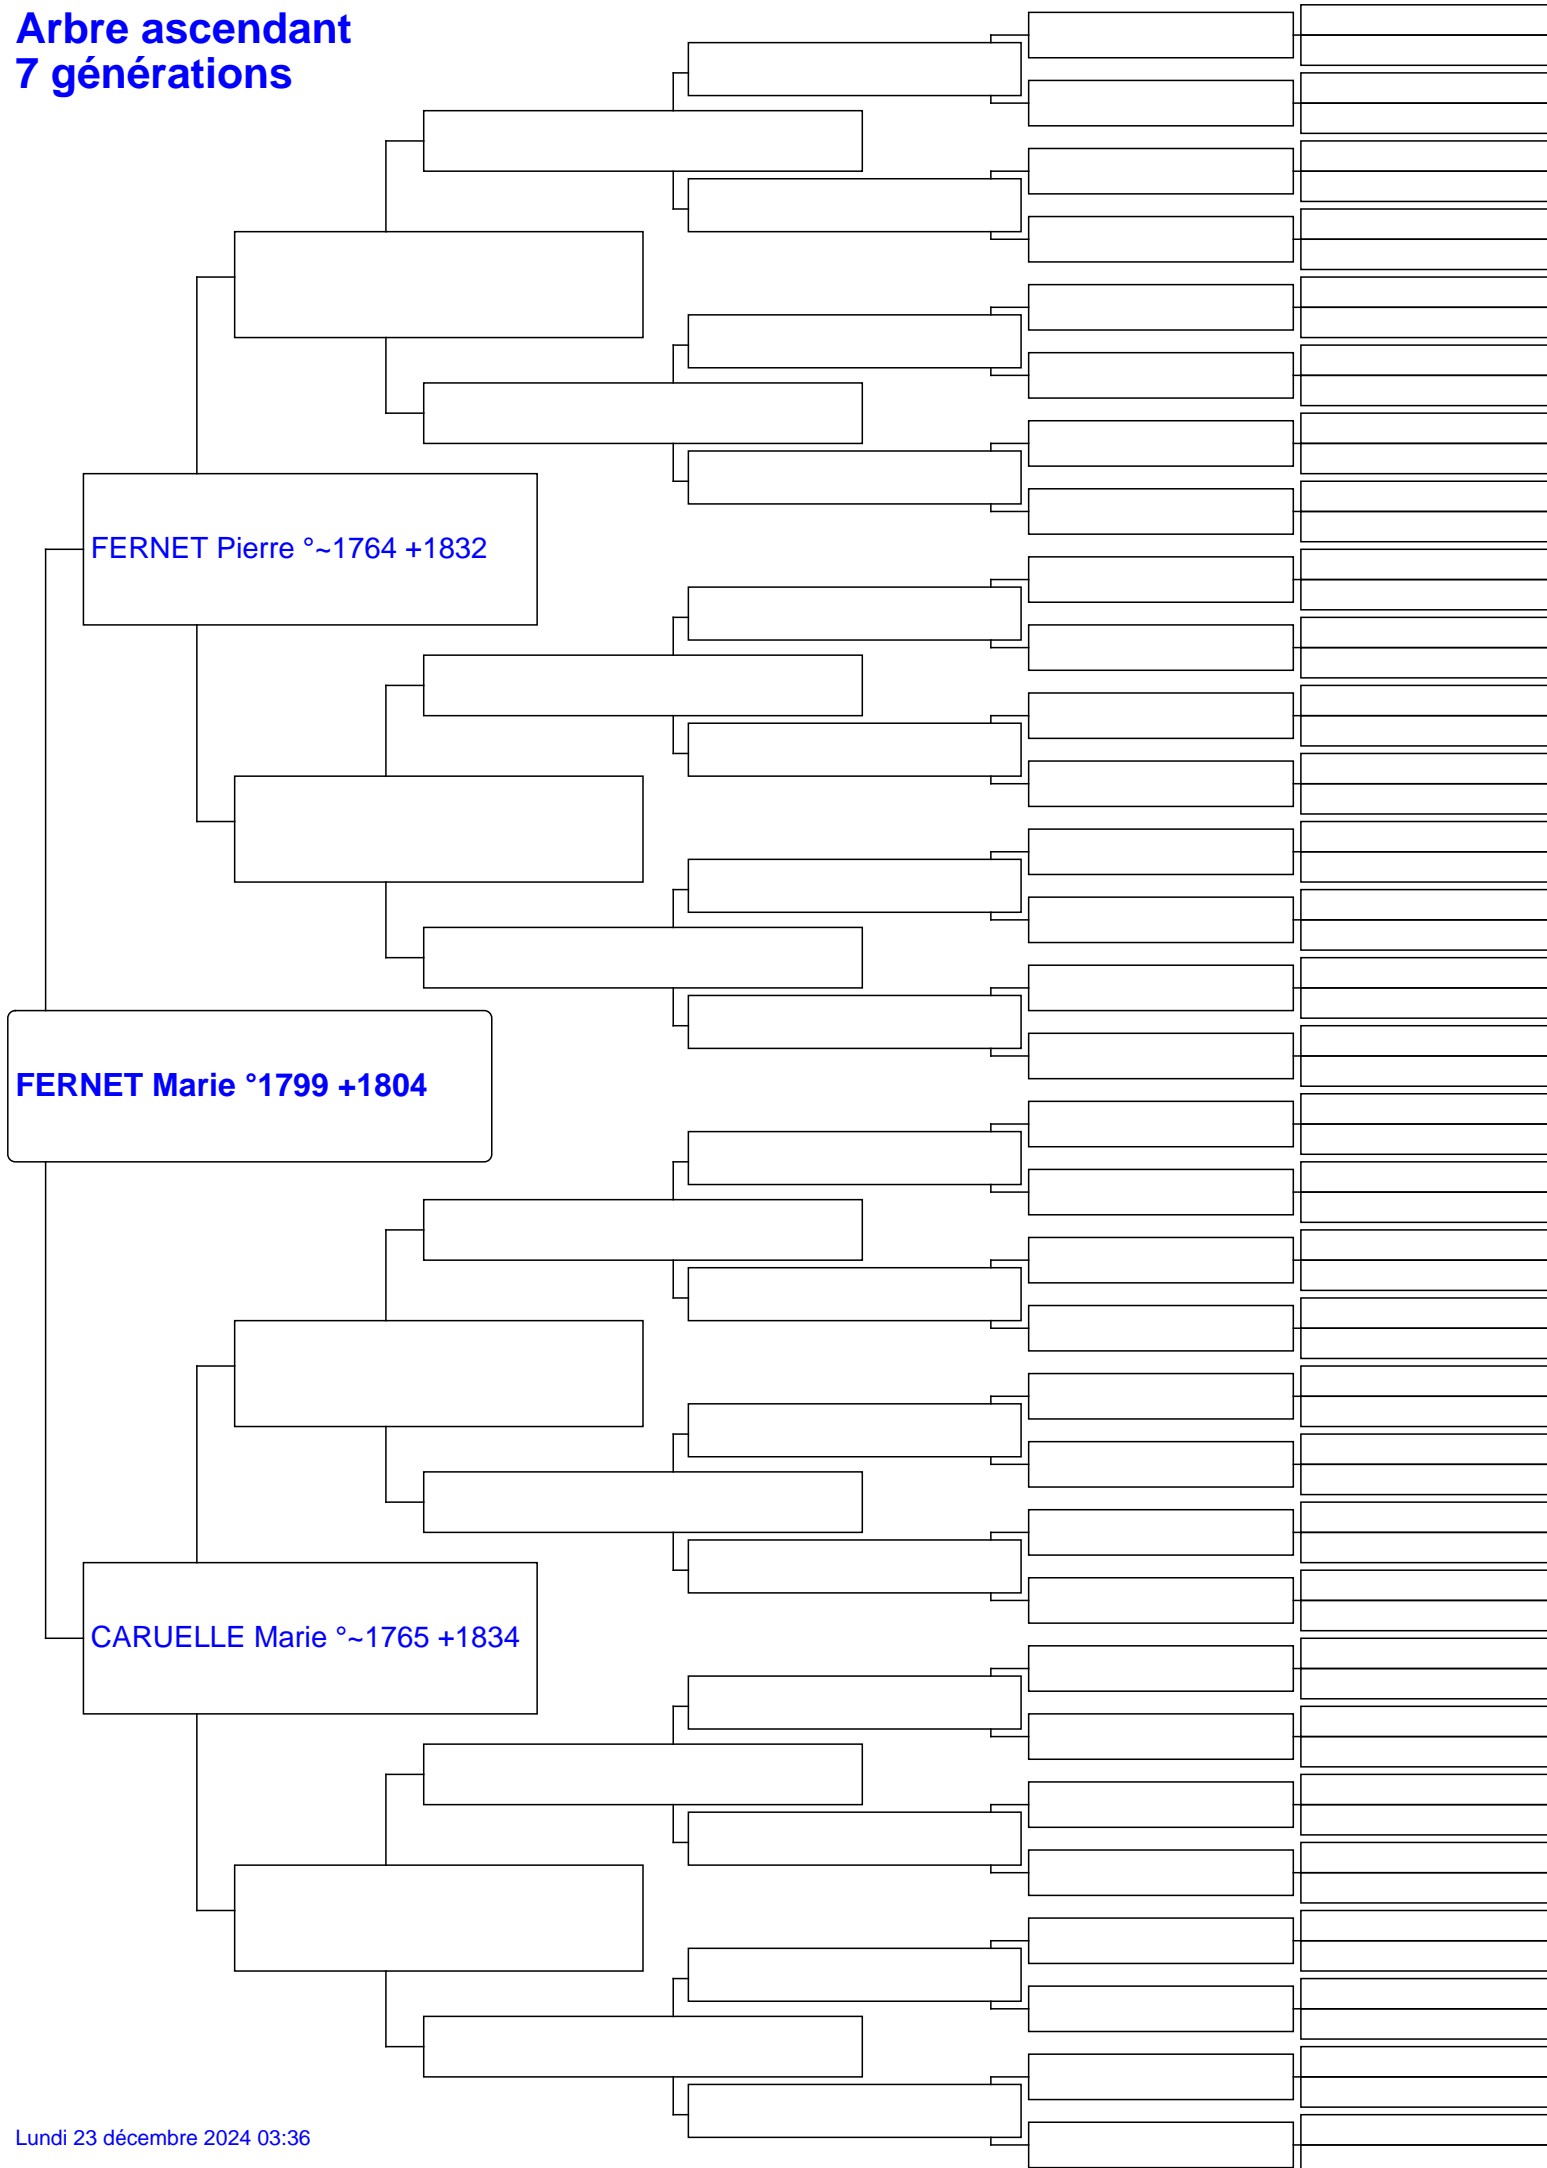 Arbre ascendant
7 générations
FERNET Pierre °~1764 +1832
FERNET Marie °1799 +1804
CARUELLE Marie °~1765 +1834
Lundi 23 décembre 2024 03:36